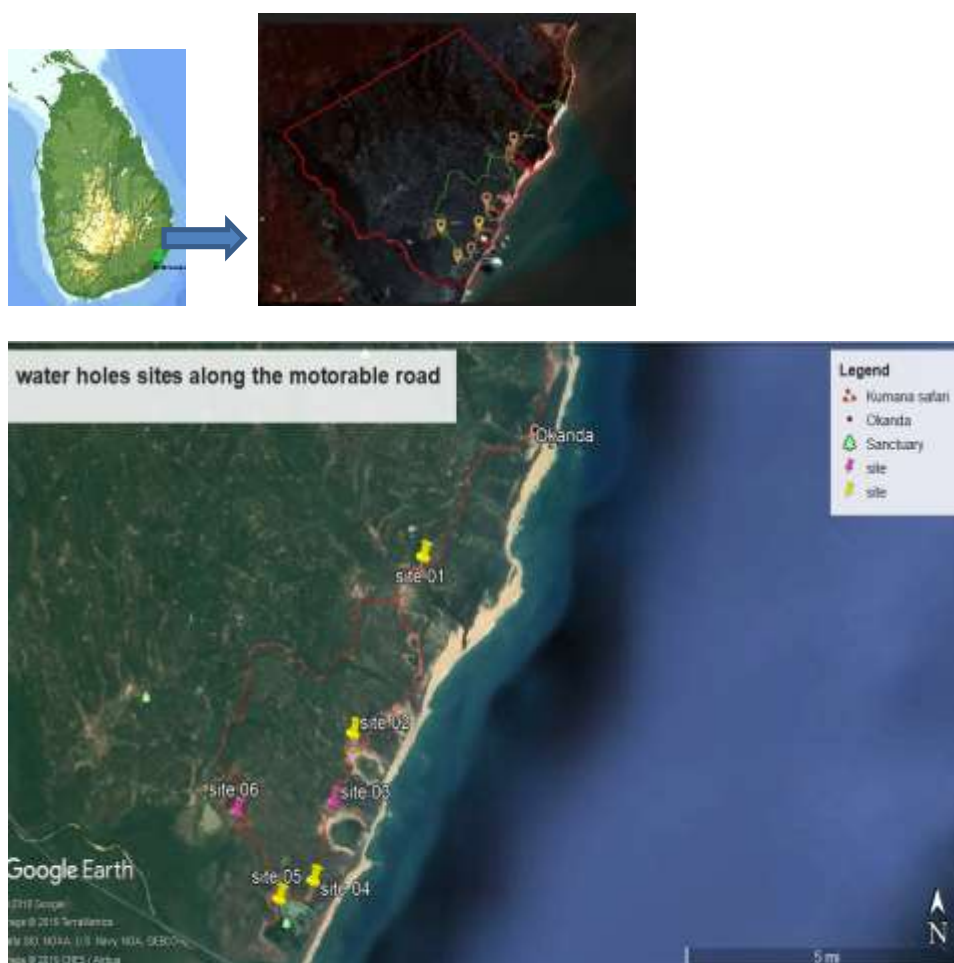 water holes sites along the motorable road
Legend
Kumana safari
Okanda
Sanctuary
site
site
Okanda
site 01
site 02
site 03
site 06
site 05
site 04
Google Earth
N
5 mi